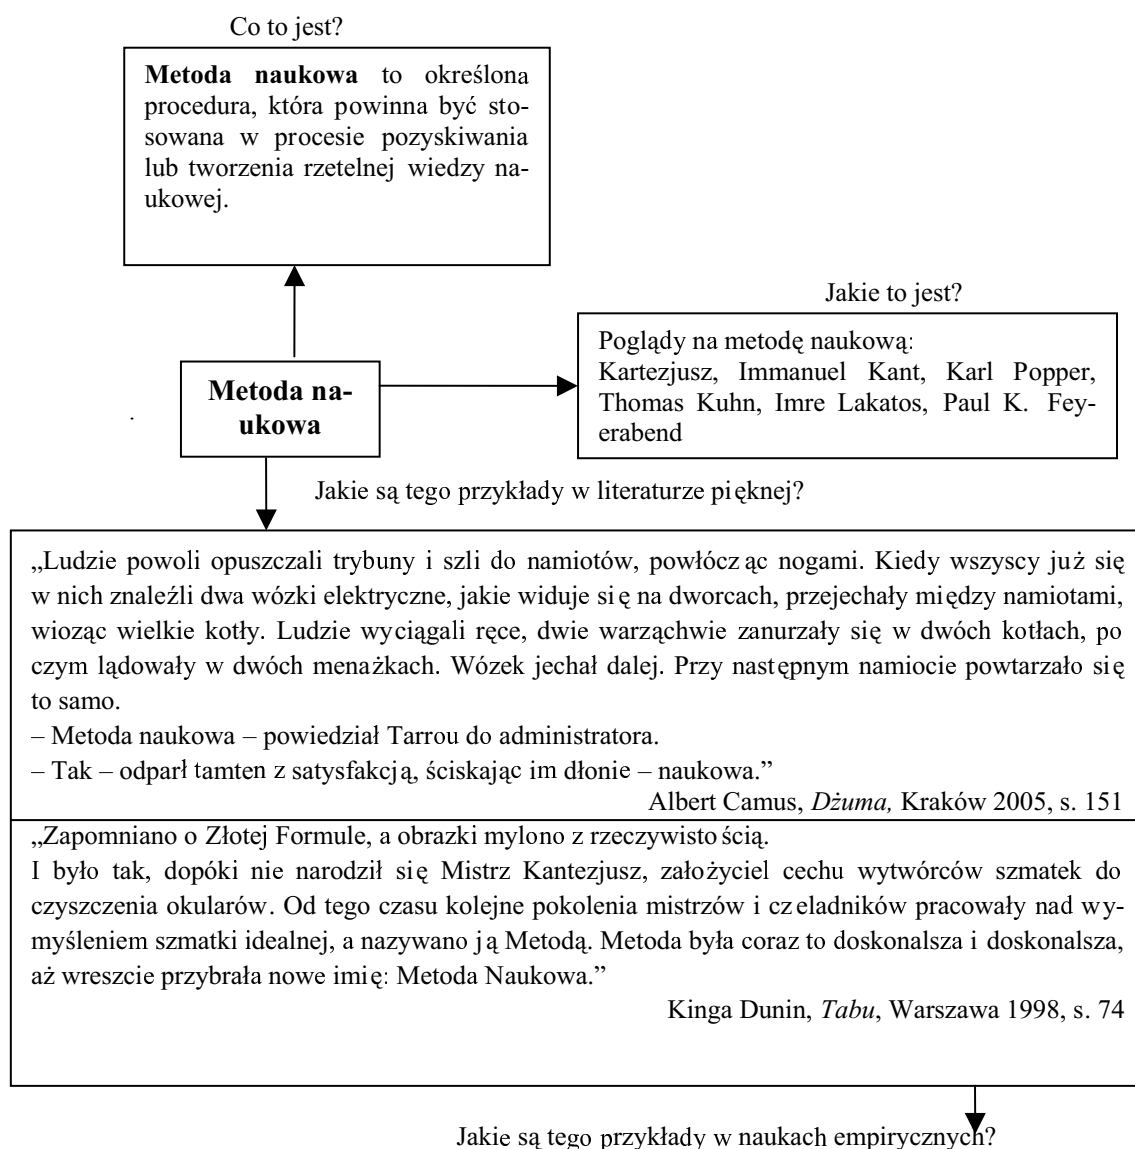 Co to jest?
Metoda naukowa to określona
procedura, która powinna być sto-
sowana w procesie pozyskiwania
lub tworzenia rzetelnej wiedzy na-
ukowej.
Jakie to jest?
Poglądy na metodę naukową:
Kartezjusz, Immanuel Kant, Karl Popper,
Thomas Kuhn, Imre Lakatos, Paul K. Fey-
erabend
Metoda na-
ukowa
Jakie są tego przykłady w literaturze pięknej?
„Ludzie powoli opuszczali trybuny i szli do namiotów, powłócząc nogami. Kiedy wszyscy już się
w nich znaleźli dwa wózki elektryczne, jakie widuje się na dworcach, przejechały między namiotami,
wioząc wielkie kotły. Ludzie wyciągali ręce, dwie warząchwie zanurzały się w dwóch kotłach, po
czym lądowały w dwóch menażkach. Wózek jechał dalej. Przy następnym namiocie powtarzało się
to samo.
– Metoda naukowa – powiedział Tarrou do administratora.
– Tak – odparł tamten z satysfakcją, ściskając im dłonie – naukowa.”
Albert Camus, Dżuma, Kraków 2005, s. 151
„Zapomniano o Złotej Formule, a obrazki mylono z rzeczywistością.
I było tak, dopóki nie narodził się Mistrz Kantezjusz, założyciel cechu wytwórców szmatek do
czyszczenia okularów. Od tego czasu kolejne pokolenia mistrzów i czeladników pracowały nad wy-
myśleniem szmatki idealnej, a nazywano ją Metodą. Metoda była coraz to doskonalsza i doskonalsza,
aż wreszcie przybrała nowe imię: Metoda Naukowa.”
Kinga Dunin, Tabu, Warszawa 1998, s. 74
Jakie są tego przykłady w naukach empirycznych?